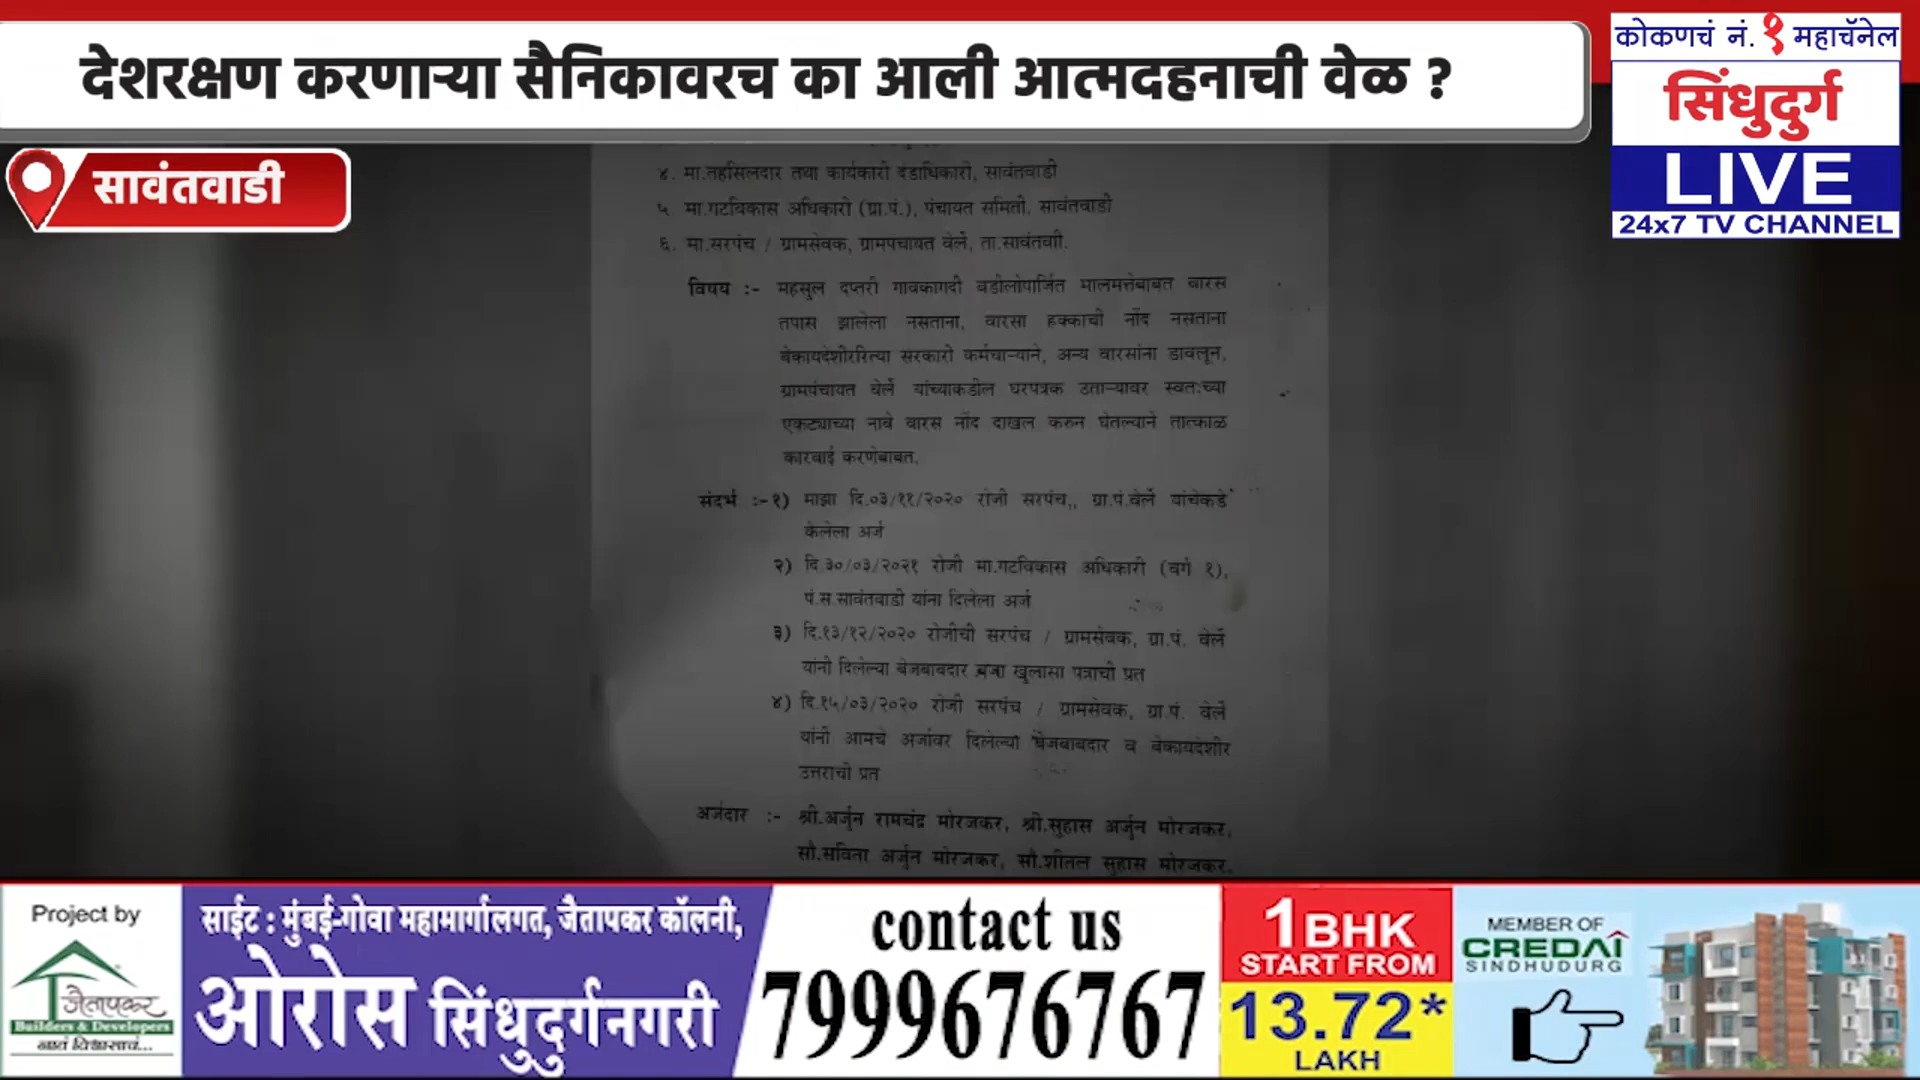 देशरक्षण करणाऱ्या सैनिकावरच का आली आत्मदहनाची वेळ ?
कोकणचं नं. १ महाचॅनेल
सिंधुदुर्ग
LIVE
24x7 TV CHANNEL
सावंतवाडी
४. मा.तहसिलदार तथा कार्यकारी दंडाधिकारी, सावंतवाडी
५ मा.गटविकास अधिकारी (ग्रा.पं.), पंचायत समिती, सावंतवाडी
६. मा.सरपंच / ग्रामसेवक, ग्रामपंचायत वेर्ले, ता.सावंतवाी.
विषय :- महसुल दप्तरी गावकागदी वडीलोपार्जित मालमत्तेबाबत वारस
तपास झालेला नसताना, वारसा हक्काची नोंद नसताना
बेकायदेशीररित्या सरकारी कर्मचाऱ्याने, अन्य वारसांना डावलून,
ग्रामपंचायत वेर्ले यांच्याकडील घरपत्रक उताऱ्यावर स्वतःच्या
एकट्याच्या नावे वारस नोंद दाखल करुन घेतल्याने तात्काळ
कारवाई करणेबाबत.
संदर्भ :-१) माझा दि.०३/११/२०२० रोजी सरपंच,, ग्रा.पं.वेर्ले यांचेकडे
केलेला अर्ज
२) दि.३०/०३/२०२१ रोजी मा.गटविकास अधिकारी (वर्ग १),
पं.स.सावंतवाडी यांना दिलेला अर्ज
३) दि.१३/१२/२०२० रोजीची सरपंच / ग्रामसेवक, ग्रा.पं. वेर्ले
यांनी दिलेल्या बेजबाबदार खुलासा पत्राची प्रत
४) दि.१५/०३/२०२० रोजी सरपंच / ग्रामसेवक, ग्रा.पं. वेर्ले
यांनी आमचे अर्जावर दिलेल्या बेजबाबदार व बेकायदेशीर
उत्तराची प्रत
अर्जदार :- श्री.अर्जुन रामचंद्र मोरजकर, श्री.सुहास अर्जुन मोरजकर,
सौ.सविता अर्जुन मोरजकर, सौ.शीतल सुहास मोरजकर.
Project by
जैतापकर
Builders & Developers
नातं विश्वासाचं...
साईट : मुंबई-गोवा महामार्गालगत, जैतापकर कॉलनी,
ओरोस सिंधुदुर्गनगरी
contact us
7999676767
1 BHK
START FROM
13.72*
LAKH
MEMBER OF
CREDAI
SINDHUDURG